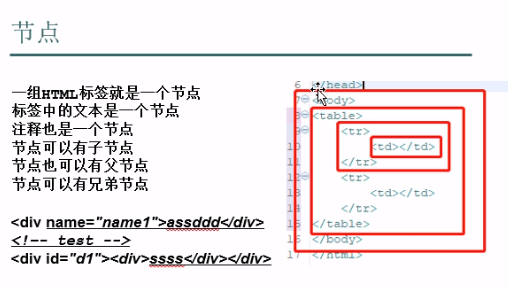 节点
一组HTML标签就是一个节点
标签中的文本是一个节点
注释也是一个节点
节点可以有子节点
节点也可以有父节点
节点可以有兄弟节点
<div name="name1">assddd</div>
<!-- test -->
<div id="d1"><div>ssss</div></div>
6 </head>
7 <body>
8 <table>
9 <tr>
10 <td></td>
11 </tr>
12 <tr>
13 <td></td>
14 </tr>
15 </table>
16 </body>
17 </html>